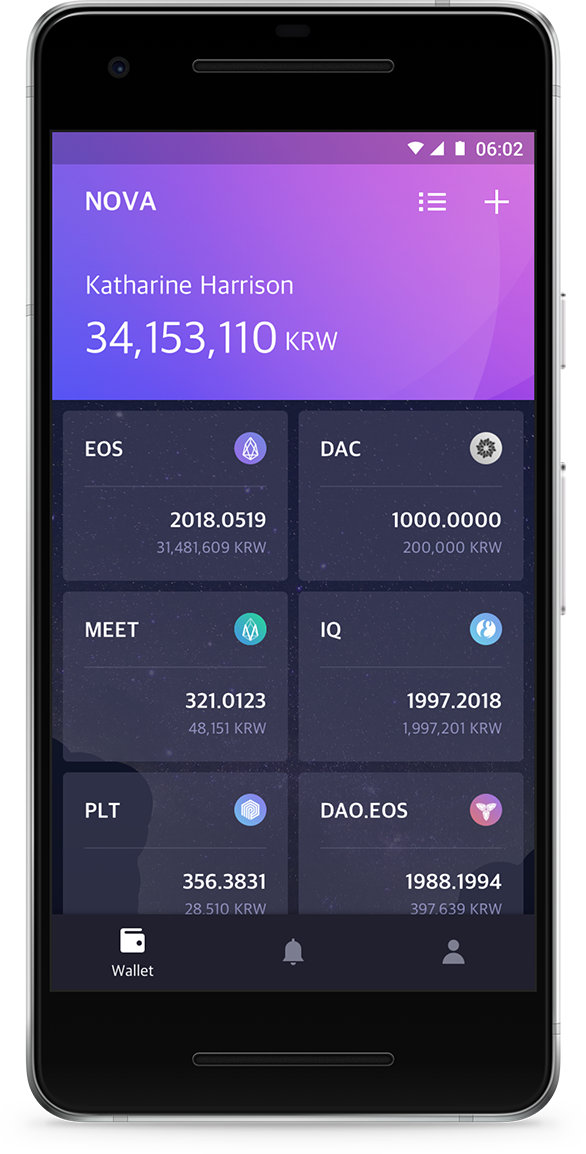 06:02
NOVA
Katharine Harrison
34,153,110 KRW
EOS
2018.0519
31,481,609 KRW
DAC
1000.0000
200,000 KRW
MEET
321.0123
48,151 KRW
IQ
1997.2018
1,997,201 KRW
PLT
356.3831
28,510 KRW
DAO.EOS
1988.1994
397,639 KRW
Wallet